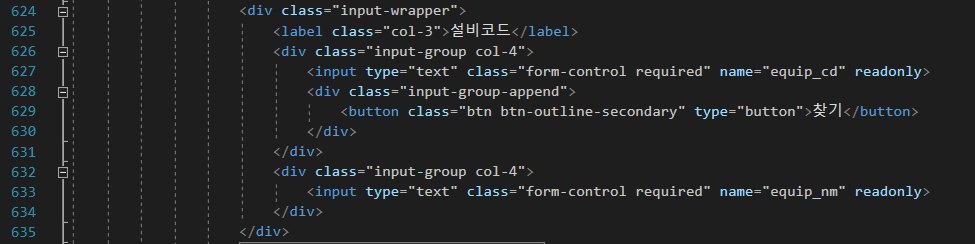 624 <div class="input-wrapper">
625 <label class="col-3">설비코드</label>
626 <div class="input-group col-4">
627 <input type="text" class="form-control required" name="equip_cd" readonly>
628 <div class="input-group-append">
629 <button class="btn btn-outline-secondary" type="button">찾기</button>
630 </div>
631 </div>
632 <div class="input-group col-4">
633 <input type="text" class="form-control required" name="equip_nm" readonly>
634 </div>
635 </div>